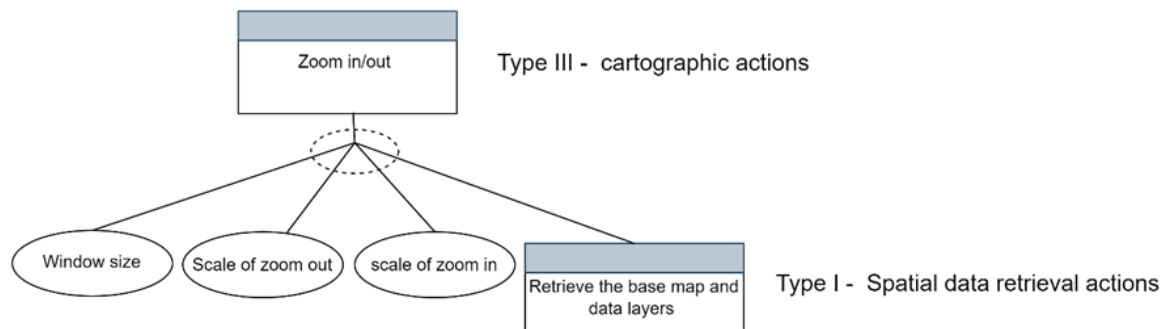 Zoom in/out
Type III - cartographic actions
Window size
Scale of zoom out
scale of zoom in
Retrieve the base map and
data layers
Type I - Spatial data retrieval actions